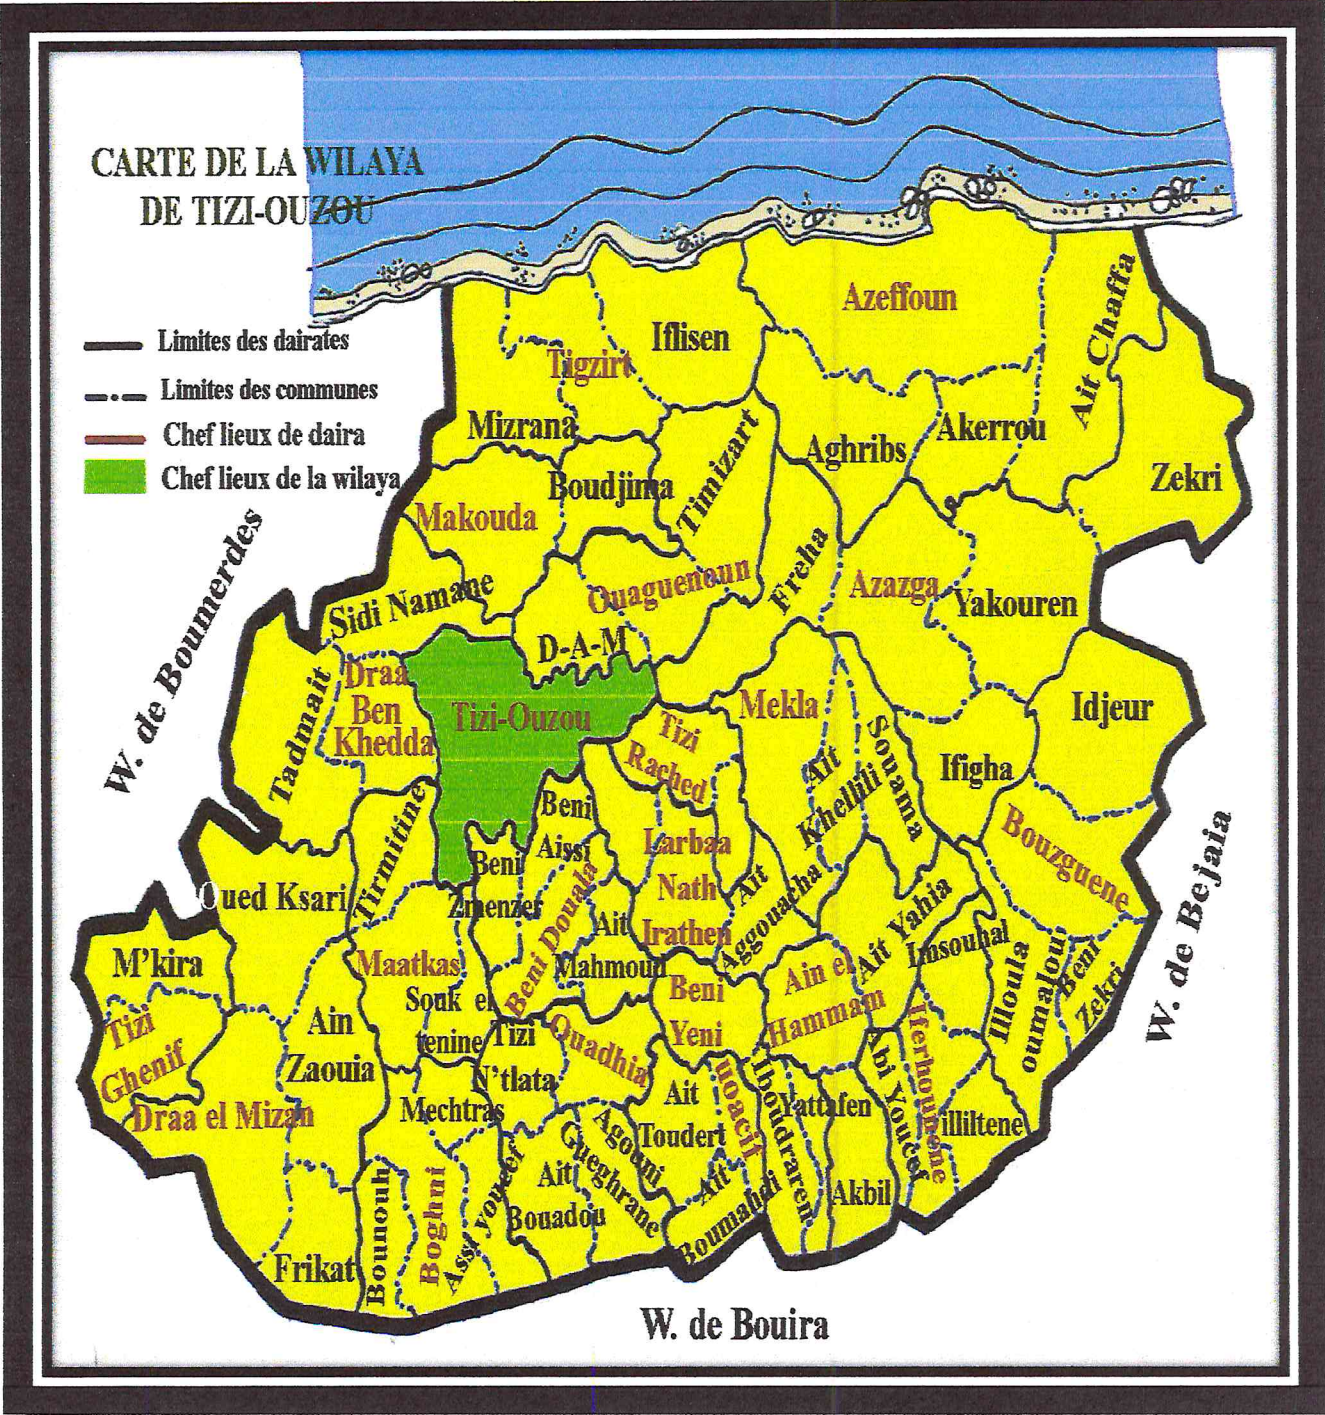 CARTE DE LA WILAYA
DE TIZI-OUZOU
Limites des dairates
Limites des communes
Chef lieux de daira
Chef lieux de la wilaya
W. de Boumerdes
W. de Bejaia
W. de Bouira
Azeffoun
Ait Chaffa
Iflisen
Tigzirt
Mizrana
Aghribs
Akerrou
Zekri
Boudjima
Timizart
Makouda
Freha
Ouaguenoun
Azazga
Yakouren
Sidi Namane
D-A-M
Tadmait
Draa
Ben
Khedda
Tizi-Ouzou
Mekla
Idjeur
Tizi
Rached
Ait
Khellili
Souama
Ifigha
Bouzguene
Tirmitine
Beni
Aissi
Beni
Zmenzer
Larbaa
Nath
Irathen
Ait
Aggouacha
Oued Ksari
Beni Douala
Ait
Mahmoud
Ait Yahia
Imsouhal
Illoula
oumalou
Beni
Zekri
M'kira
Maatkas
Souk el
tenine
Beni
Yeni
Ain el
Hammam
Tizi
Ghenif
Ain
Zaouia
Tizi
N'tlata
Ouadhia
Iferhounene
Abi Youcef
illiltene
Draa el Mizan
Mechtras
Ait
Toudert
uoacif
Iboudraren
Yattafen
Akbil
Agouni
Gueghrane
Ait
Bouadou
Ait
Boumahdi
Frikat
Bounouh
Boghni
Assi youcef